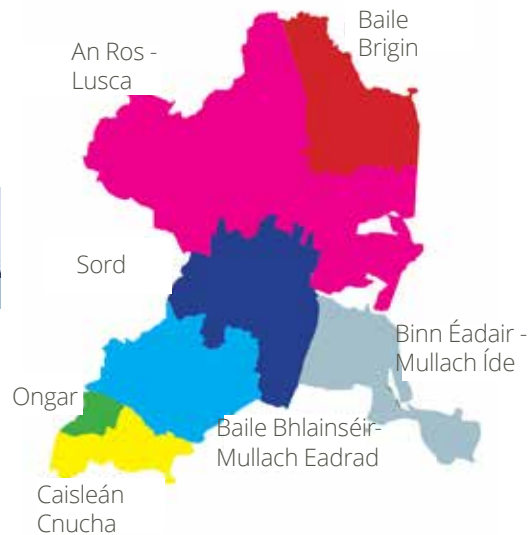 Baile
Brigin
An Ros -
Lusca
Sord
Binn Éadair -
Mullach Íde
Ongar
Baile Bhlainséir-
Mullach Eadrad
Caisleán
Cnucha